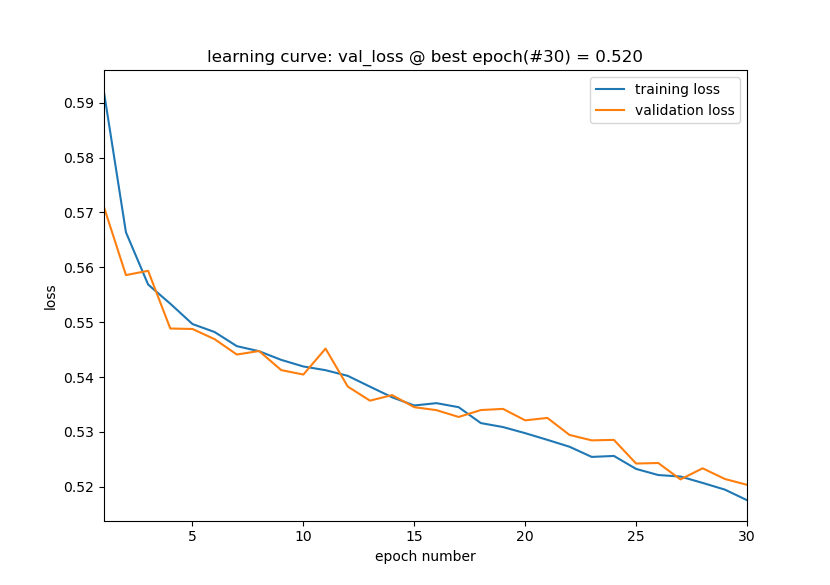 learning curve: val_loss @ best epoch(#30) = 0.520
training loss
validation loss
0.59
0.58
0.57
0.56
0.55
0.54
0.53
0.52
loss
5
10
15
20
25
30
epoch number